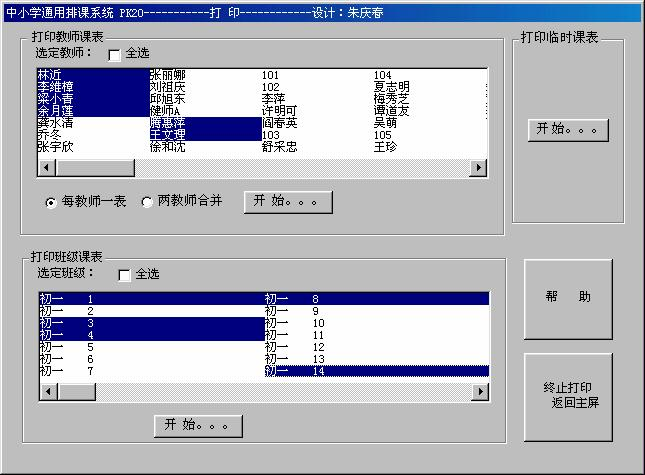 中小学通用排课系统 PK20-----------打 印------------设计：朱庆春
打印教师课表
选定教师： 全选
林近 张丽娜 101 104
李维樟 刘祖庆 102 夏志明
梁小青 邱旭东 李萍 梅秀芝
余月莲 健师A 许明可 谭道友
龚水清 蒋惠萍 阎春英 吴萌
乔冬 王文理 103 105
张宇欣 徐和沈 舒采忠 王珍
每教师一表 两教师合并 开 始。。。
打印临时课表
开 始。。。
打印班级课表
选定班级： 全选
初一 1 初一 8
初一 2 初一 9
初一 3 初一 10
初一 4 初一 11
初一 5 初一 12
初一 6 初一 13
初一 7 初一 14
开 始。。。
帮 助
终止打印
返回主屏